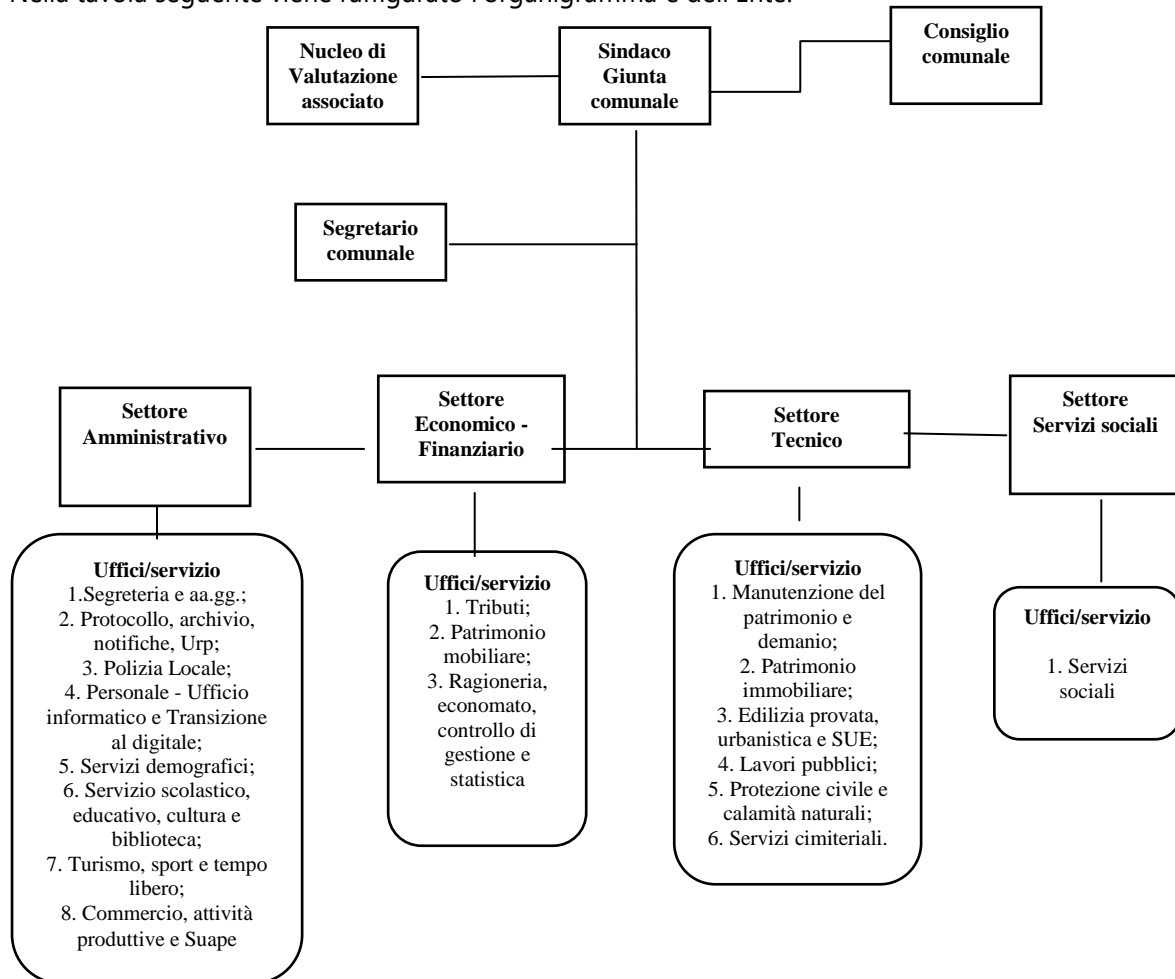 Nella tavola seguente viene raffigurato l'organigramma e dell'Ente.
Nucleo di
Valutazione
associato
Sindaco
Giunta
comunale
Consiglio
comunale
Segretario
comunale
Settore
Amministrativo
Settore
Economico -
Finanziario
Settore
Tecnico
Settore
Servizi sociali
Uffici/servizio
1.Segreteria e aa.gg.;
2. Protocollo, archivio,
notifiche, Urp;
3. Polizia Locale;
4. Personale - Ufficio
informatico e Transizione
al digitale;
5. Servizi demografici;
6. Servizio scolastico,
educativo, cultura e
biblioteca;
7. Turismo, sport e tempo
libero;
8. Commercio, attività
produttive e Suape
Uffici/servizio
1. Tributi;
2. Patrimonio
mobiliare;
3. Ragioneria,
economato,
controllo di
gestione e
statistica
Uffici/servizio
1. Manutenzione del
patrimonio e
demanio;
2. Patrimonio
immobiliare;
3. Edilizia provata,
urbanistica e SUE;
4. Lavori pubblici;
5. Protezione civile e
calamità naturali;
6. Servizi cimiteriali.
Uffici/servizio
1. Servizi
sociali